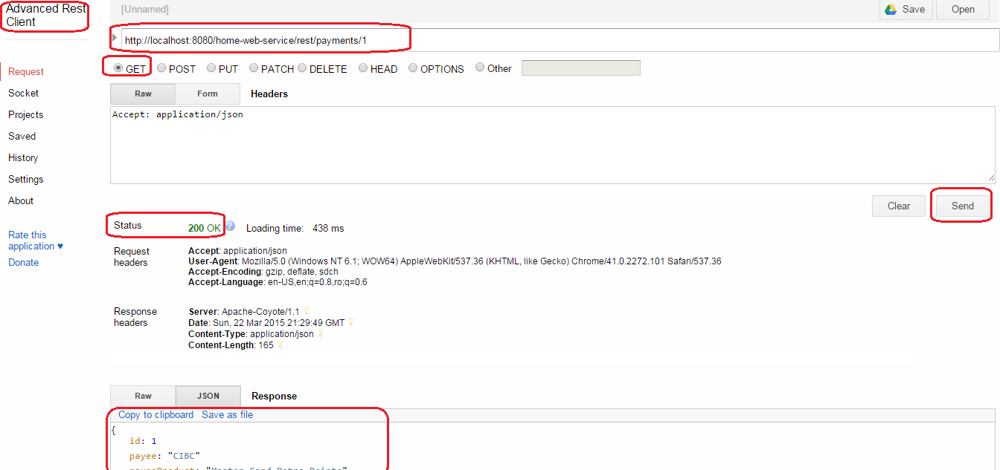 Advanced Rest
Client
[Unnamed]
Save
Open
http://localhost:8080/home-web-service/rest/payments/1
GET POST PUT PATCH DELETE HEAD OPTIONS Other
Request
Socket
Projects
Saved
History
Settings
About
Rate this
application ♥
Donate
Raw Form Headers
Accept: application/json
Clear Send
Status 200 OK ? Loading time: 438 ms
Request
headers
Accept: application/json
User-Agent: Mozilla/5.0 (Windows NT 6.1; WOW64) AppleWebKit/537.36 (KHTML, like Gecko) Chrome/41.0.2272.101 Safari/537.36
Accept-Encoding: gzip, deflate, sdch
Accept-Language: en-US,en;q=0.8,ro;q=0.6
Response
headers
Server: Apache-Coyote/1.1
Date: Sun, 22 Mar 2015 21:29:49 GMT
Content-Type: application/json
Content-Length: 165
Raw JSON Response
Copy to clipboard Save as file
{
id: 1
payee: "CIBC"